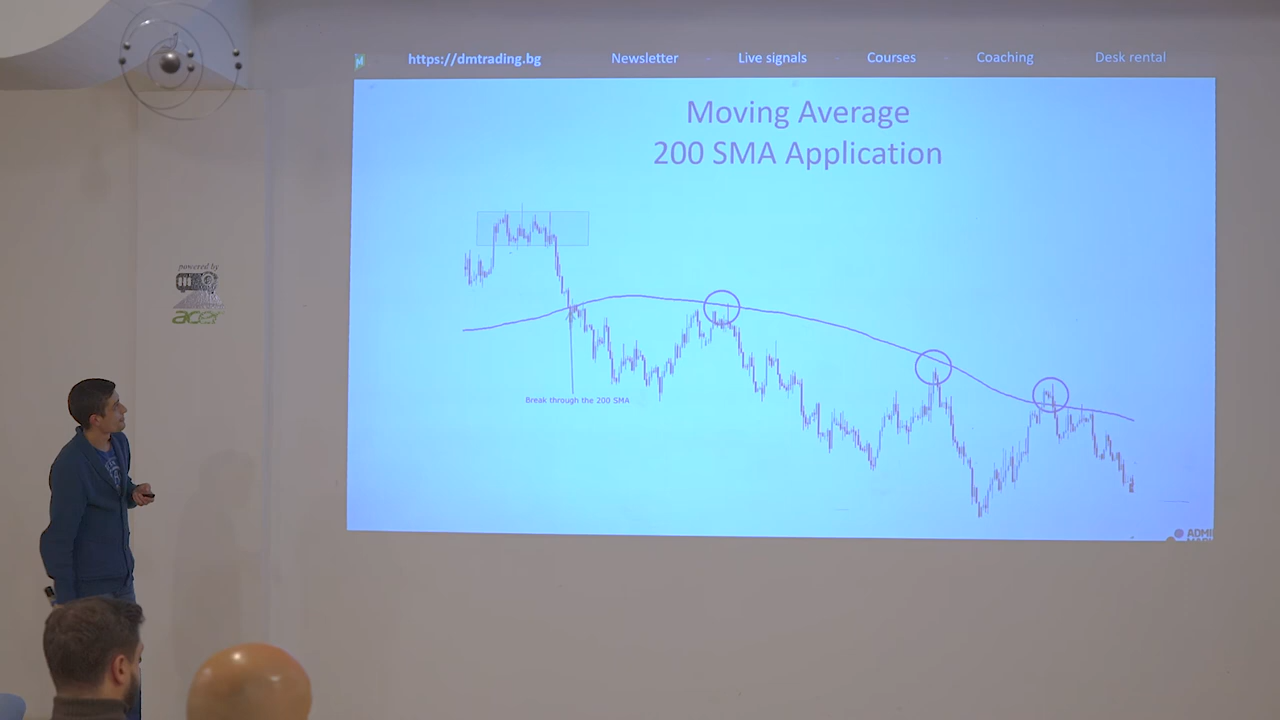 https://dmtrading.bg Newsletter - Live signals - Courses - Coaching Desk rental
Moving Average
200 SMA Application
Break through the 200 SMA
powered by
acer
ADMI